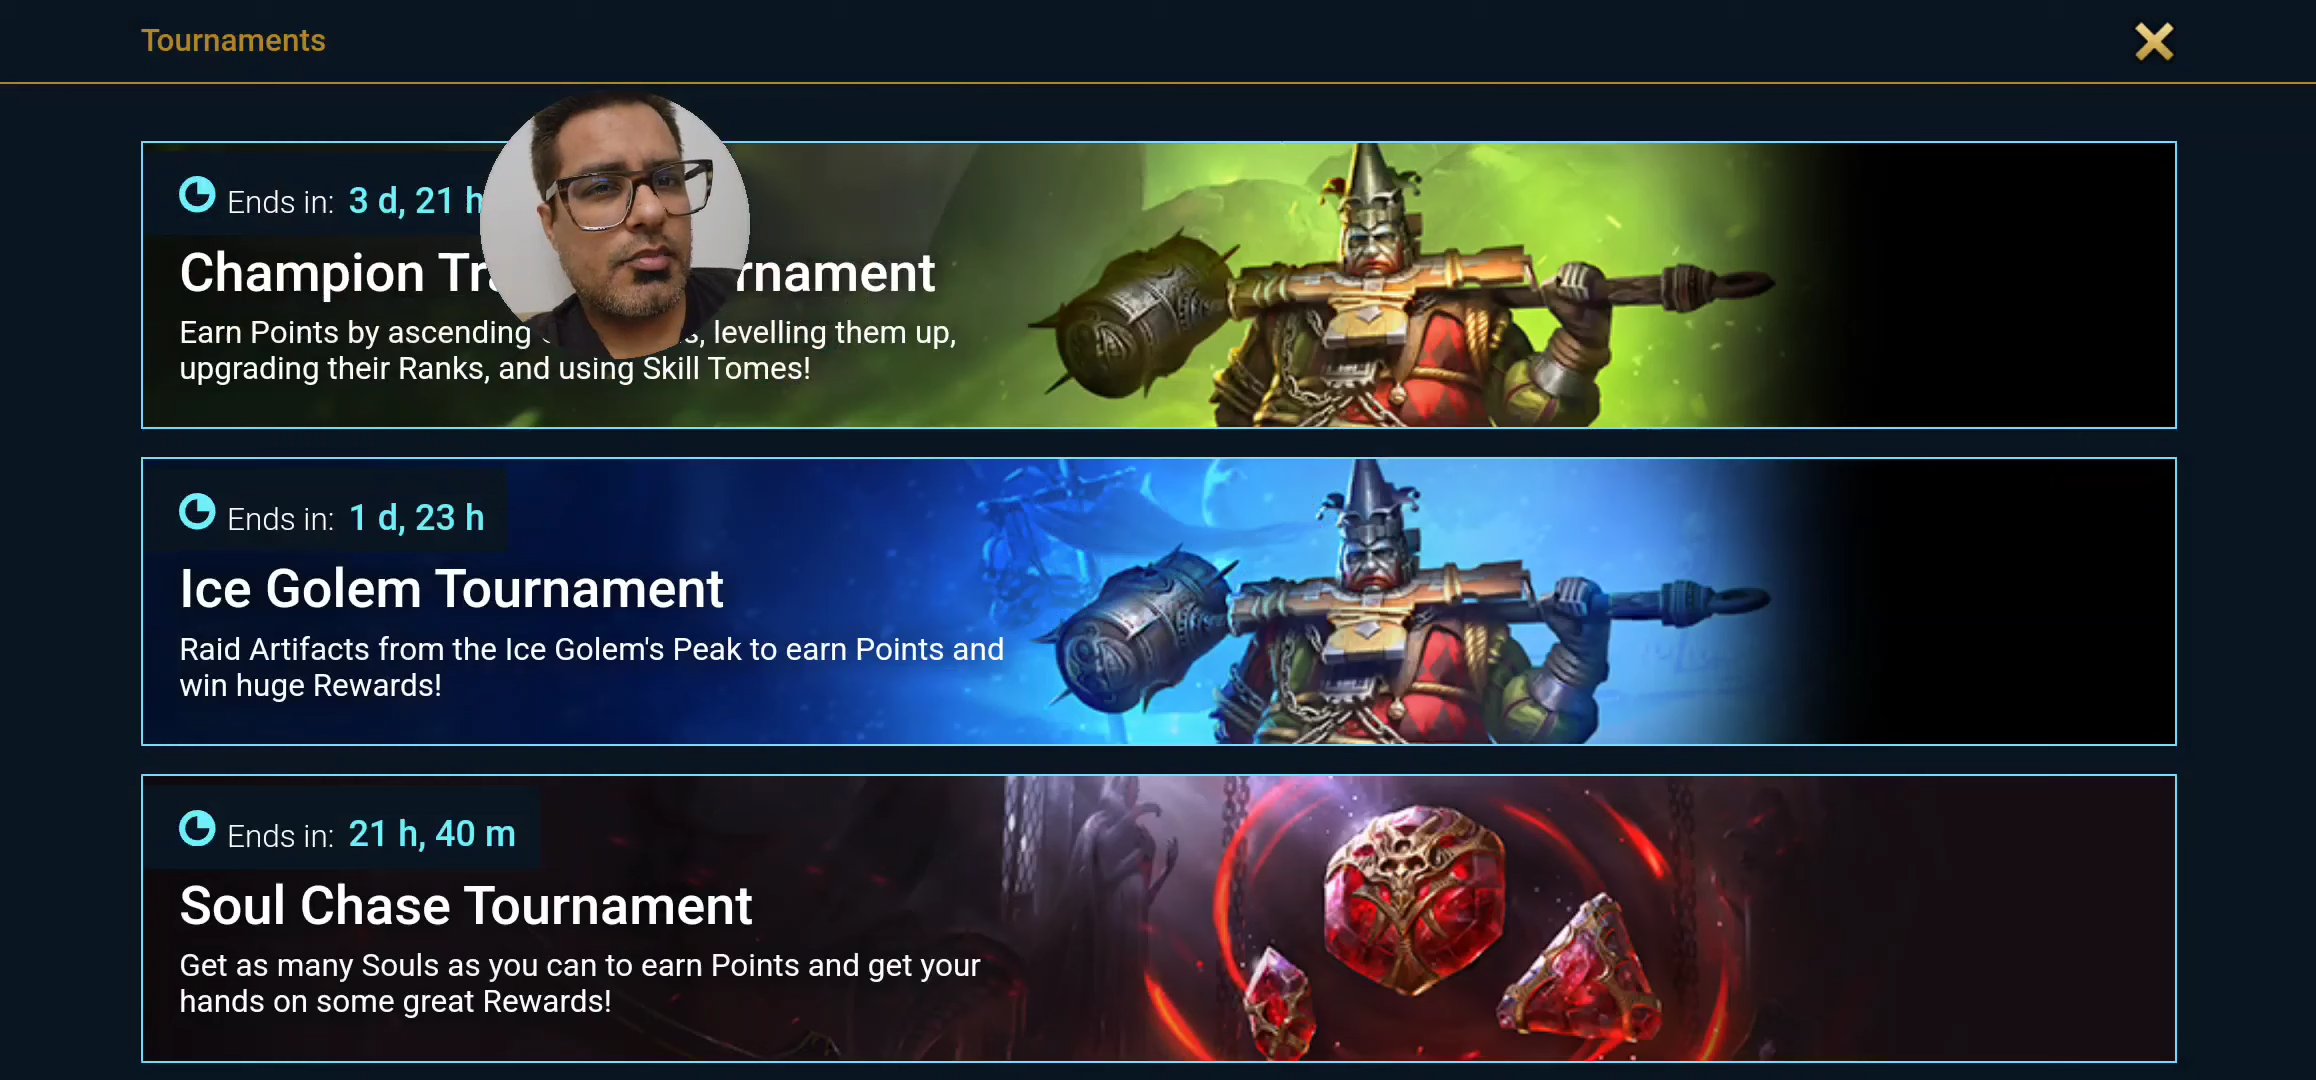 Tournaments
Ends in: 3 d, 21 h
Champion
Earn Points by ascending levelling them up,
upgrading their Ranks, and using Skill Tomes!
Ends in: 1 d, 23 h
Ice Golem Tournament
Raid Artifacts from the Ice Golem's Peak to earn Points and
win huge Rewards!
Ends in: 21 h, 40 m
Soul Chase Tournament
Get as many Souls as you can to earn Points and get your
hands on some great Rewards!